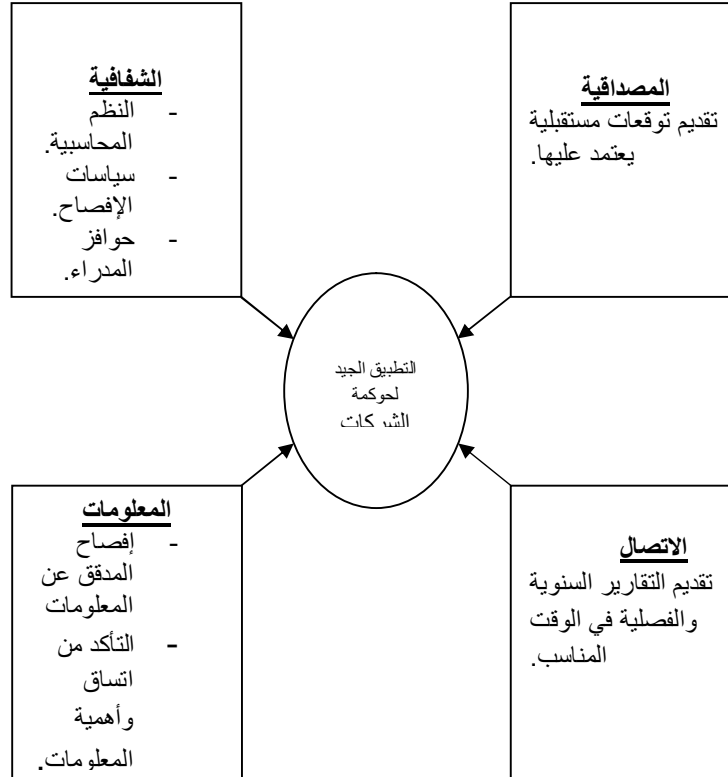 المصداقية
تقديم توقعات مستقبلية
يعتمد عليها.
الشفافية
- النظم
المحاسبية.
- سياسات
الإفصاح.
- حوافز
المدراء.
التطبيق الجيد
لحوكمة
الشركات
الاتصال
تقديم التقارير السنوية
والفصلية في الوقت
المناسب.
المعلومات
- إفصاح
المدقق عن
المعلومات
- التأكد من
اتساق
وأهمية
المعلومات.